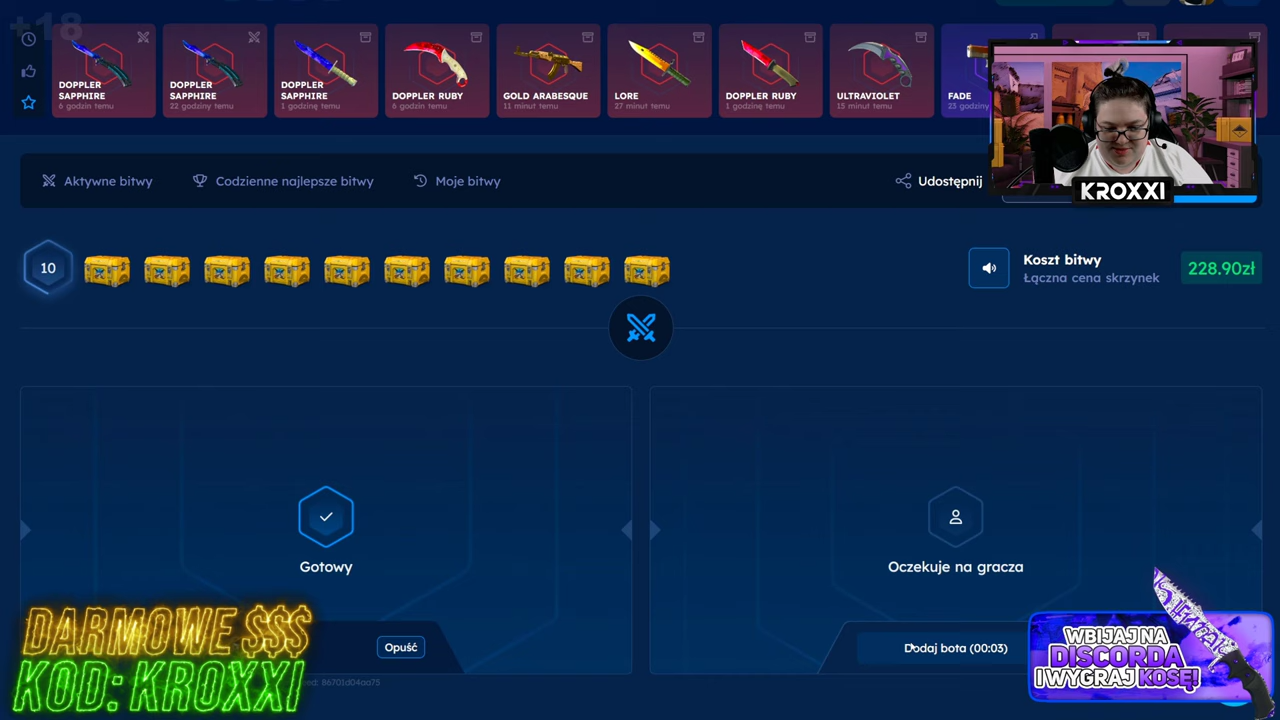 +18
DOPPLER SAPPHIRE
6 godzin temu
DOPPLER SAPPHIRE
22 godziny temu
DOPPLER SAPPHIRE
1 godzinę temu
DOPPLER RUBY
6 godzin temu
GOLD ARABESQUE
11 minut temu
LORE
27 minut temu
DOPPLER RUBY
1 godzinę temu
ULTRAVIOLET
15 minut temu
FADE
23 godziny
KROXXI
Aktywne bitwy
Codzienne najlepsze bitwy
Moje bitwy
Udostępnij
10
Koszt bitwy
Łączna cena skrzynek
228.90zł
Gotowy
Oczekuje na gracza
Opuść
Dodaj bota (00:03)
DARMOWE $$$
KOD: KROXXI
86701d04aa75
WBIJAJ NA
DISCORDA
I WYGRAJ KOSĘ!